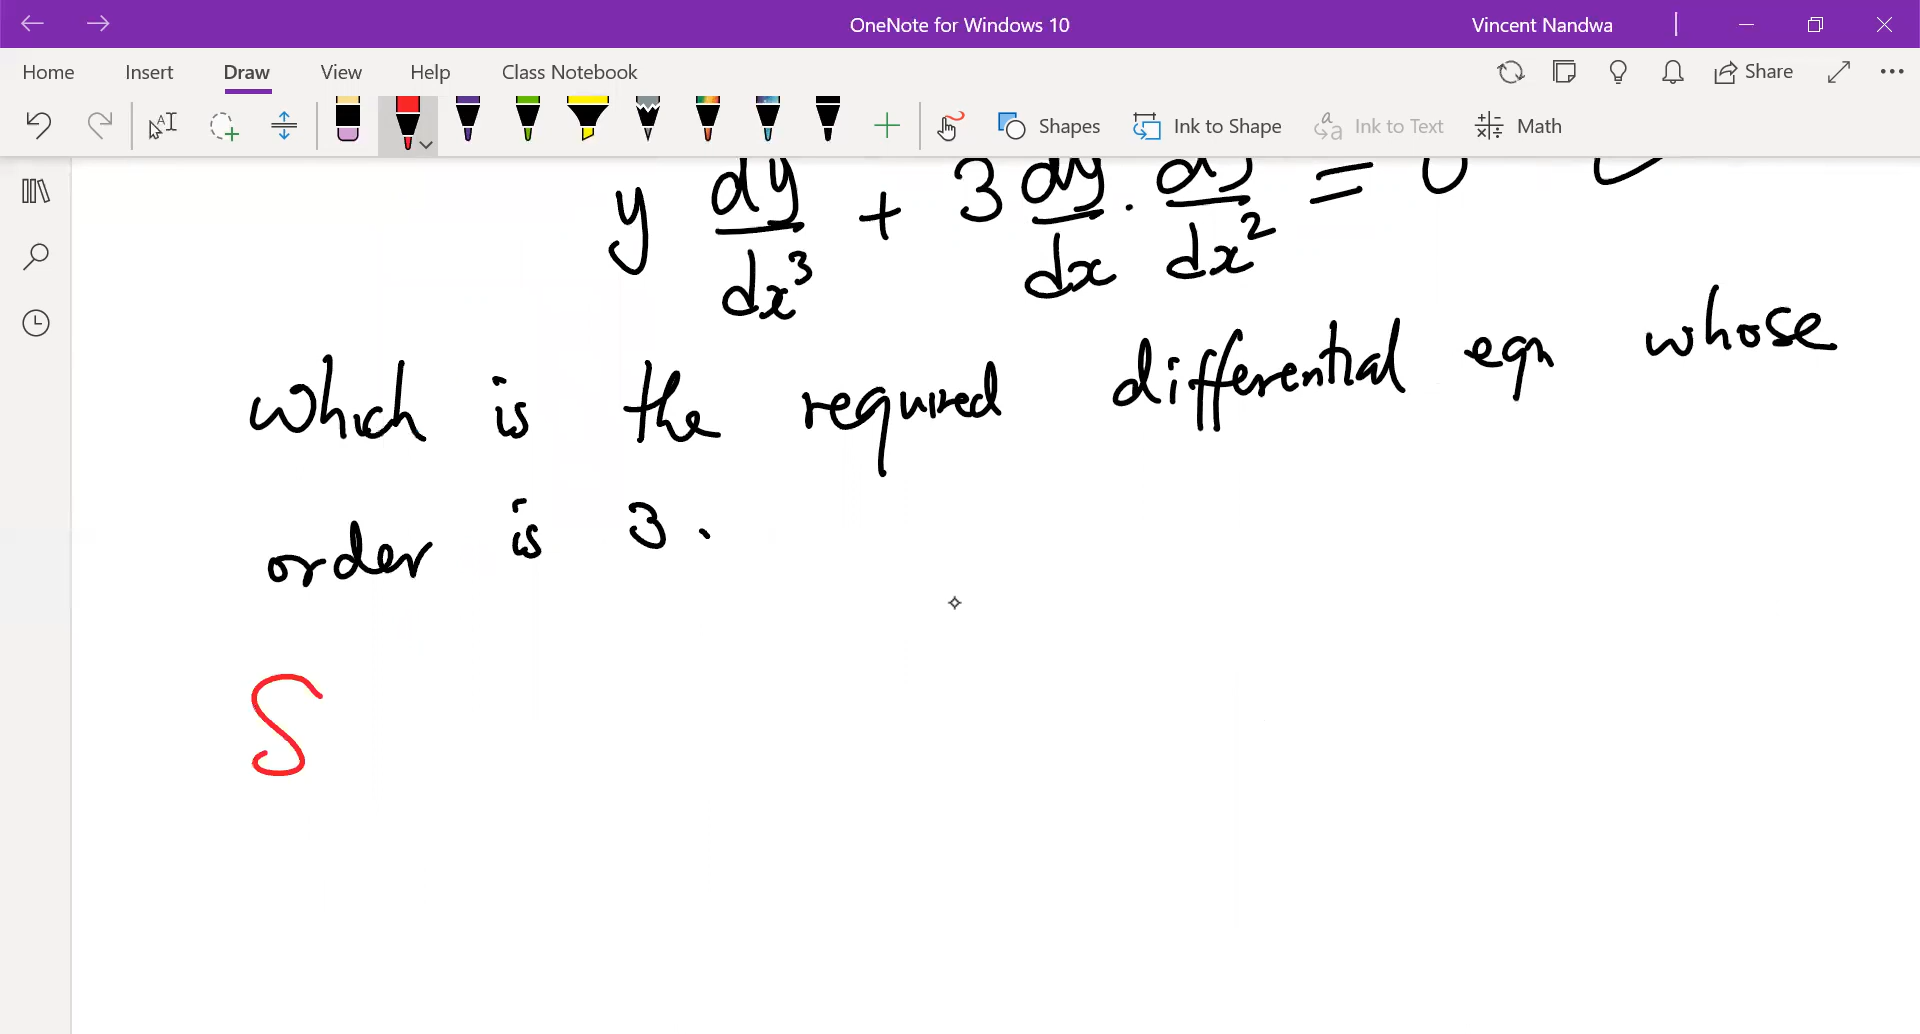 OneNote for Windows 10
Vincent Nandwa
Home Insert Draw View Help Class Notebook
Share
Shapes Ink to Shape Ink to Text Math
y dy/dx³ + 3 dy/dx · dy/dx² = 0
which is the required differential eqn whose
order is 3.
S